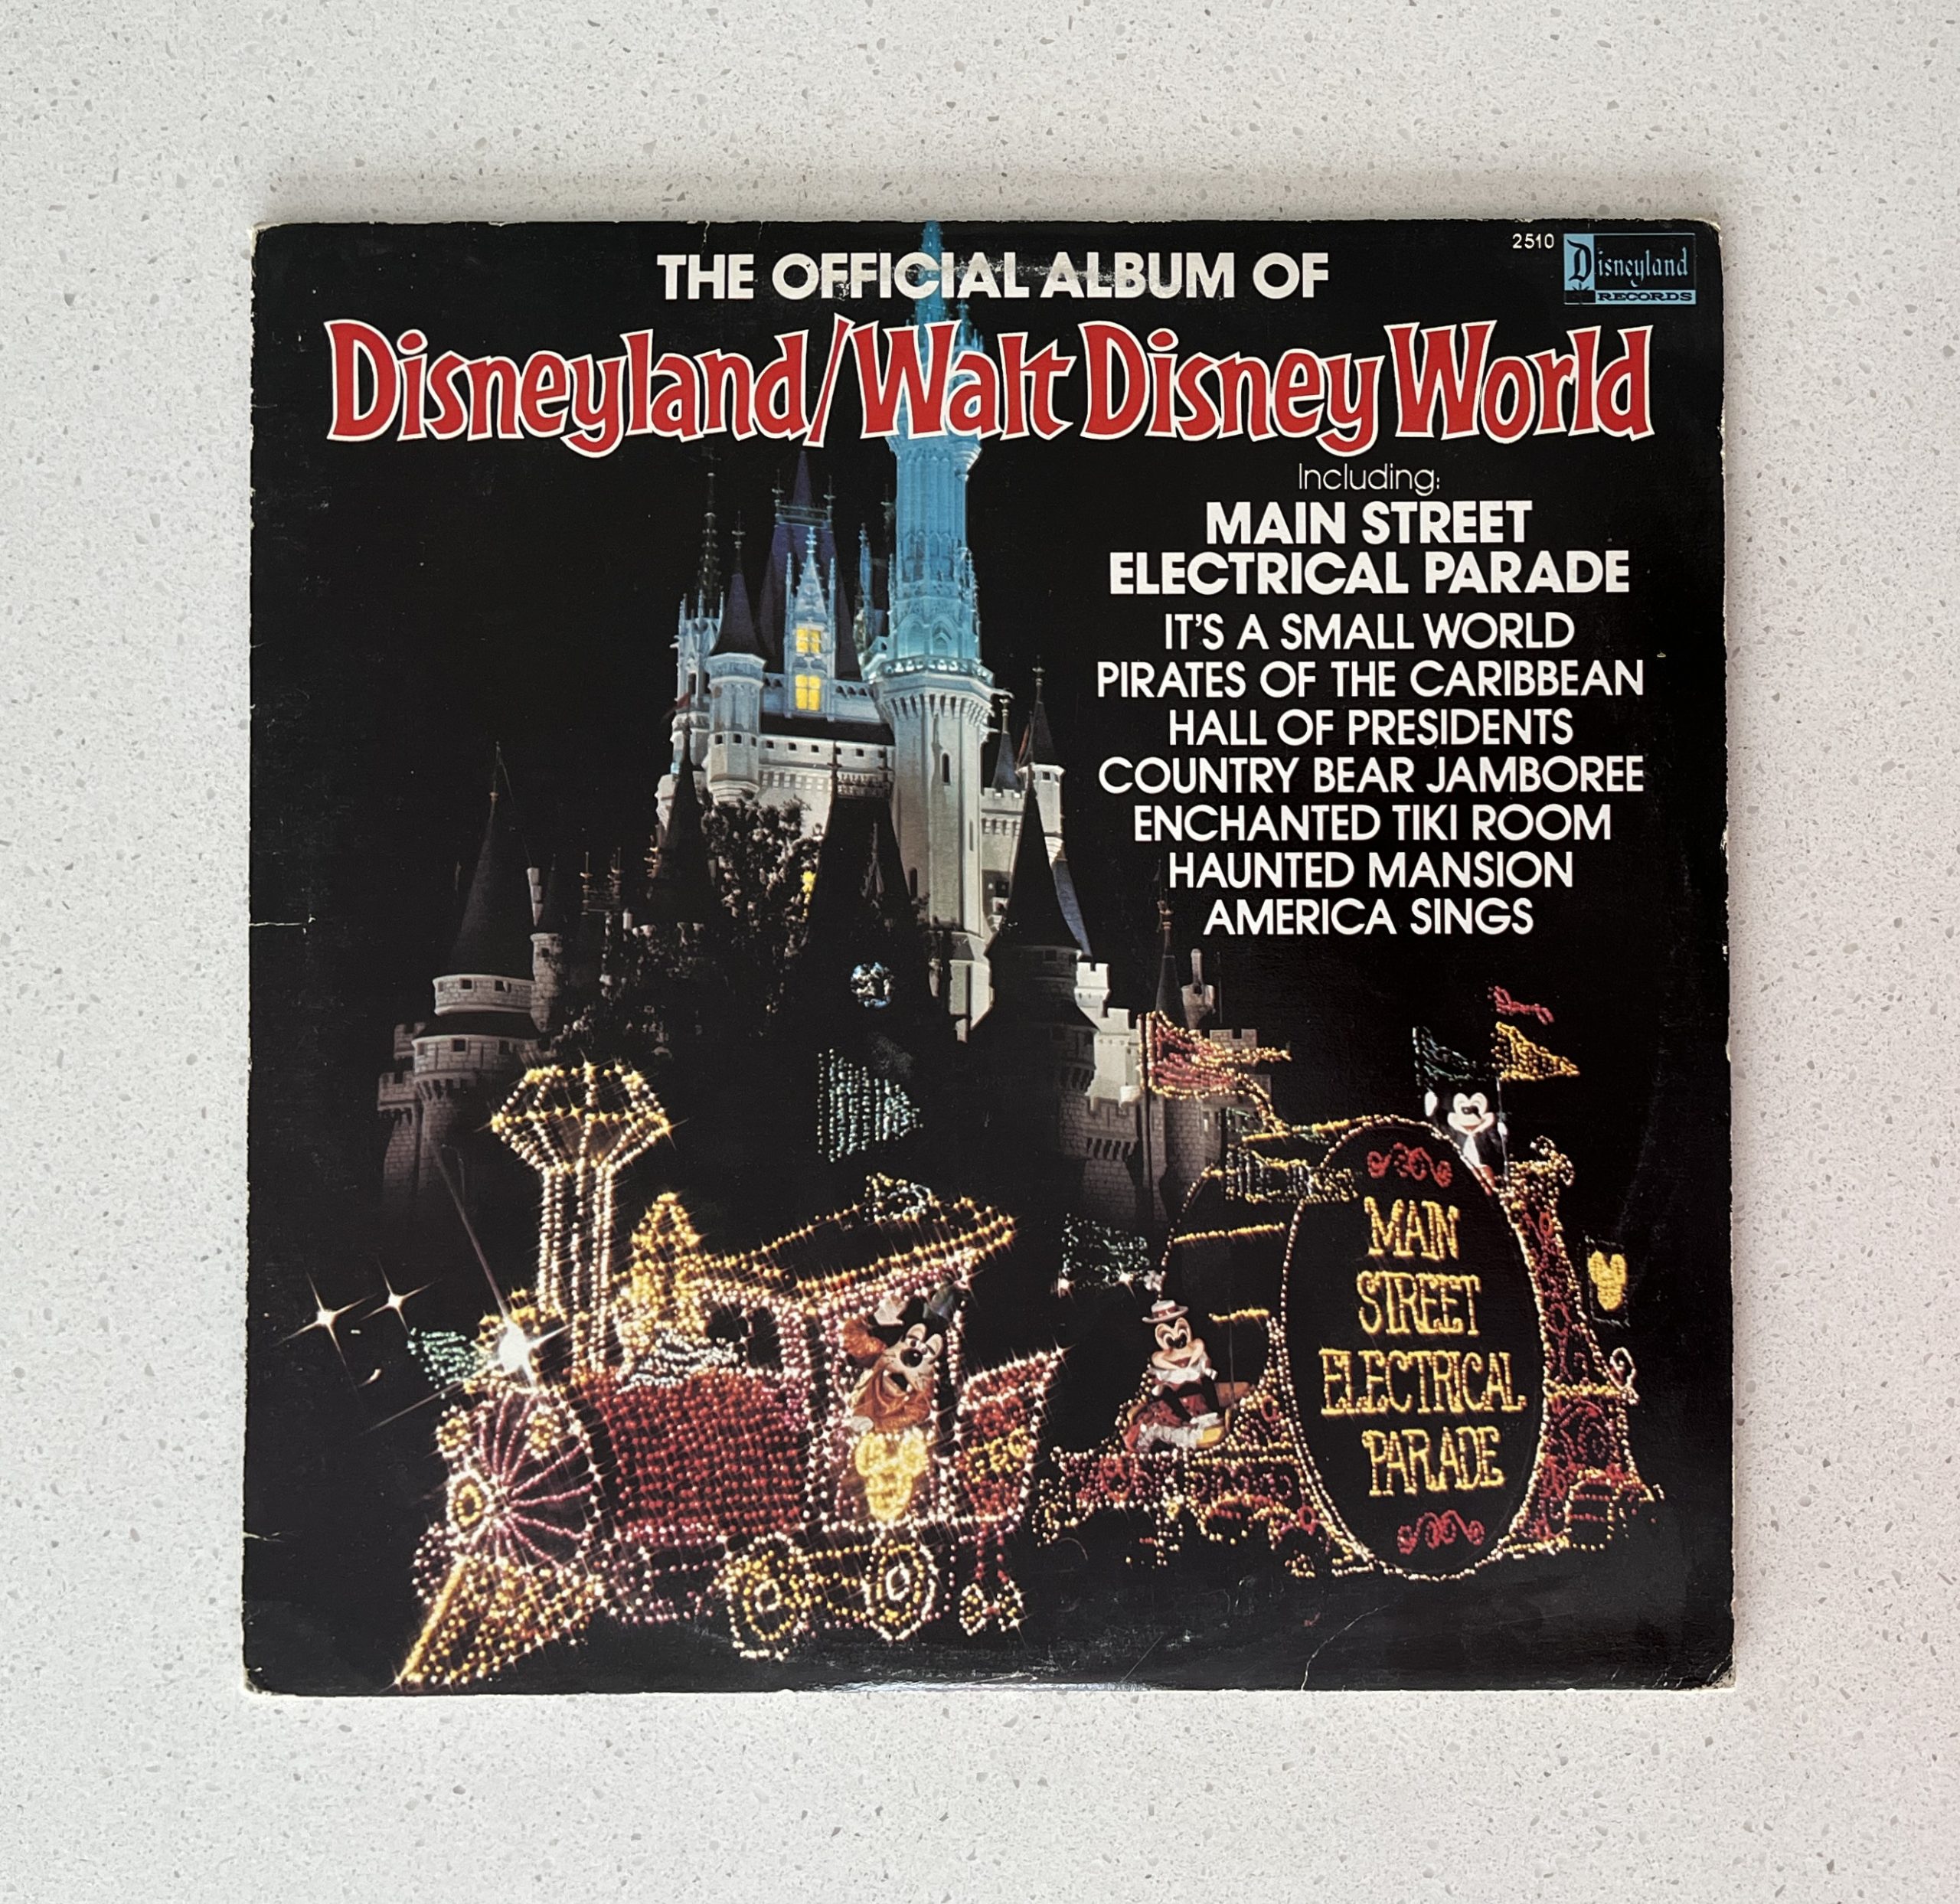 2510
Disneyland
RECORDS
THE OFFICIAL ALBUM OF
Disneyland/Walt Disney World
Including:
MAIN STREET
ELECTRICAL PARADE
IT'S A SMALL WORLD
PIRATES OF THE CARIBBEAN
HALL OF PRESIDENTS
COUNTRY BEAR JAMBOREE
ENCHANTED TIKI ROOM
HAUNTED MANSION
AMERICA SINGS
MAIN
STREET
ELECTRICAL
PARADE